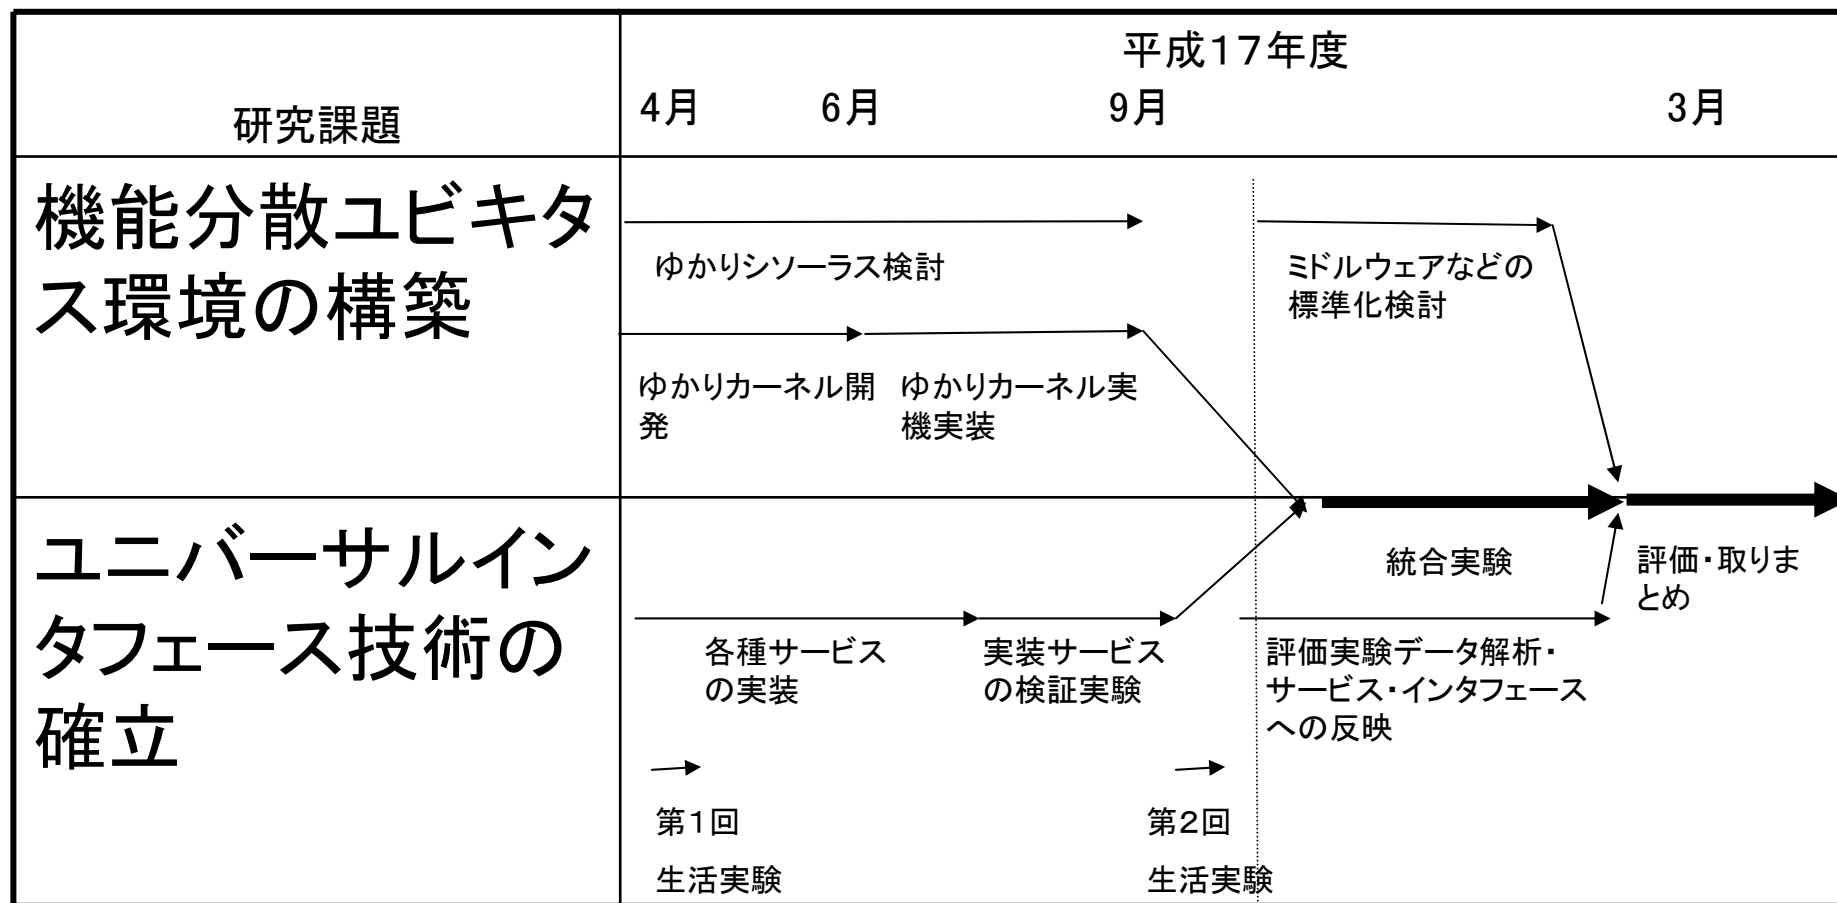 平成17年度
研究課題
4月
6月
9月
3月
機能分散ユビキタ
ス環境の構築
ゆかりシソーラス検討
ミドルウェアなどの
標準化検討
ゆかりカーネル開
発
ゆかりカーネル実
機実装
ユニバーサルイン
タフェース技術の
確立
統合実験
評価・取りま
とめ
各種サービス
の実装
実装サービス
の検証実験
評価実験データ解析・
サービス・インタフェース
への反映
第1回
生活実験
第2回
生活実験